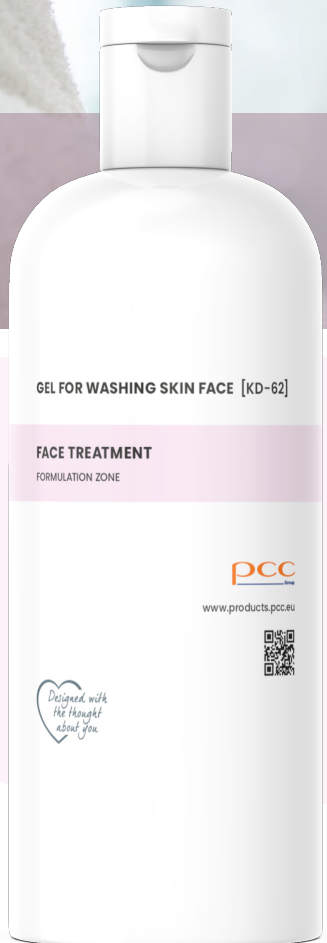 GEL FOR WASHING SKIN FACE [KD-62]
FACE TREATMENT
FORMULATION ZONE
pcc
Group
www.products.pcc.eu
Designed with
the thought
about you